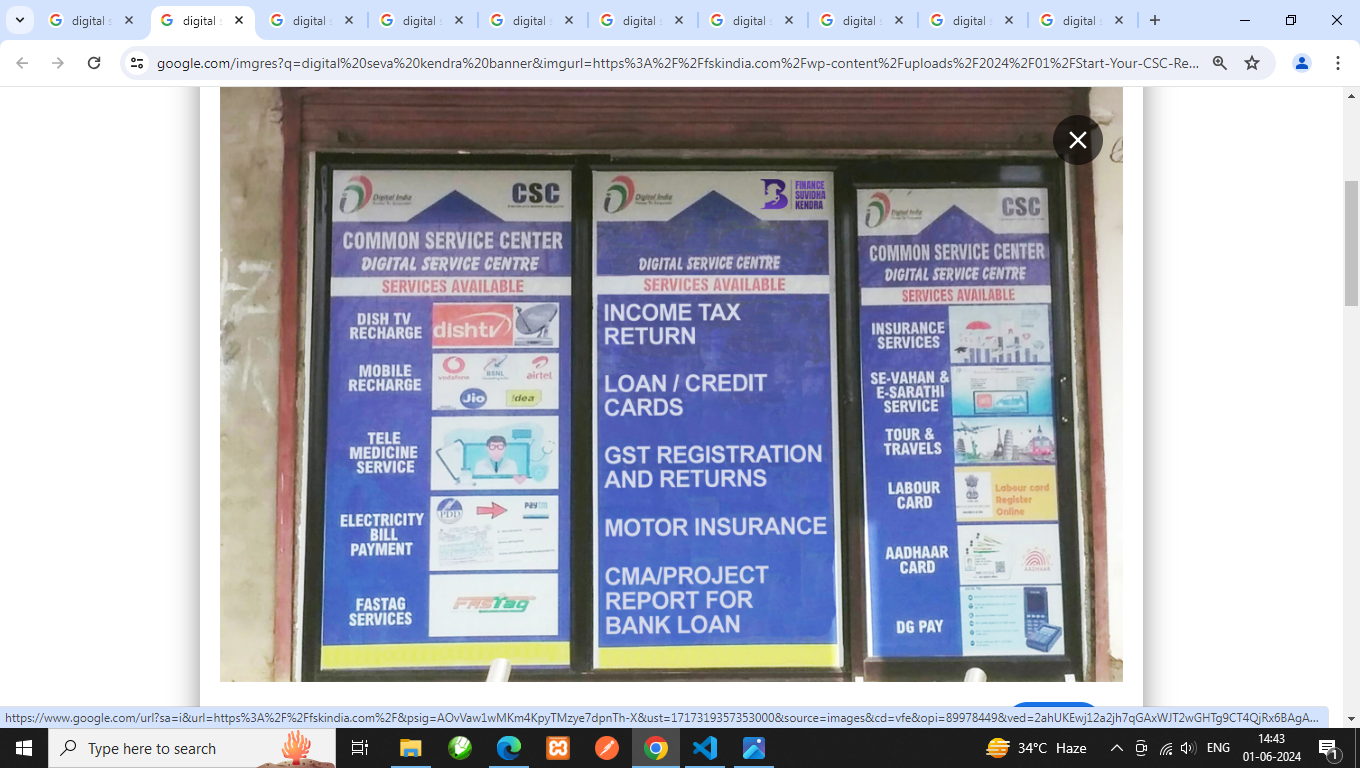 digital s
digital s
digital s
digital s
digital s
digital s
digital s
digital s
digital s
digital s
google.com/imgres?q=digital%20seva%20kendra%20banner&imgurl=https%3A%2F%2Ffskindia.com%2Fwp-content%2Fuploads%2F2024%2F01%2FStart-Your-CSC-Re...
Digital India
CSC
COMMON SERVICE CENTER
DIGITAL SERVICE CENTRE
SERVICES AVAILABLE
DISH TV
RECHARGE
dishtv
MOBILE
RECHARGE
vodafone
BSNL
airtel
Jio
idea
TELE
MEDICINE
SERVICE
ELECTRICITY
BILL
PAYMENT
PDD
Paytm
FASTAG
SERVICES
FASTag
Digital India
FINANCE
SUVIDHA
KENDRA
DIGITAL SERVICE CENTRE
SERVICES AVAILABLE
INCOME TAX
RETURN
LOAN / CREDIT
CARDS
GST REGISTRATION
AND RETURNS
MOTOR INSURANCE
CMA/PROJECT
REPORT FOR
BANK LOAN
Digital India
CSC
COMMON SERVICE CENTER
DIGITAL SERVICE CENTRE
SERVICES AVAILABLE
INSURANCE
SERVICES
SE-VAHAN &
E-SARATHI
SERVICE
TOUR &
TRAVELS
LABOUR
CARD
Labour card
Register
Online
AADHAAR
CARD
AADHAAR
DG PAY
https://www.google.com/url?sa=i&url=https%3A%2F%2Ffskindia.com%2F&psig=AOvVaw1wMKm4KpyTMzye7dpnTh-X&ust=1717319357353000&source=images&cd=vfe&opi=89978449&ved=2ahUKEwj12a2jh7qGAxWJT2wGHTg9CT4QjRx6BAgA...
Type here to search
34°C Haze
ENG
14:43
01-06-2024
1